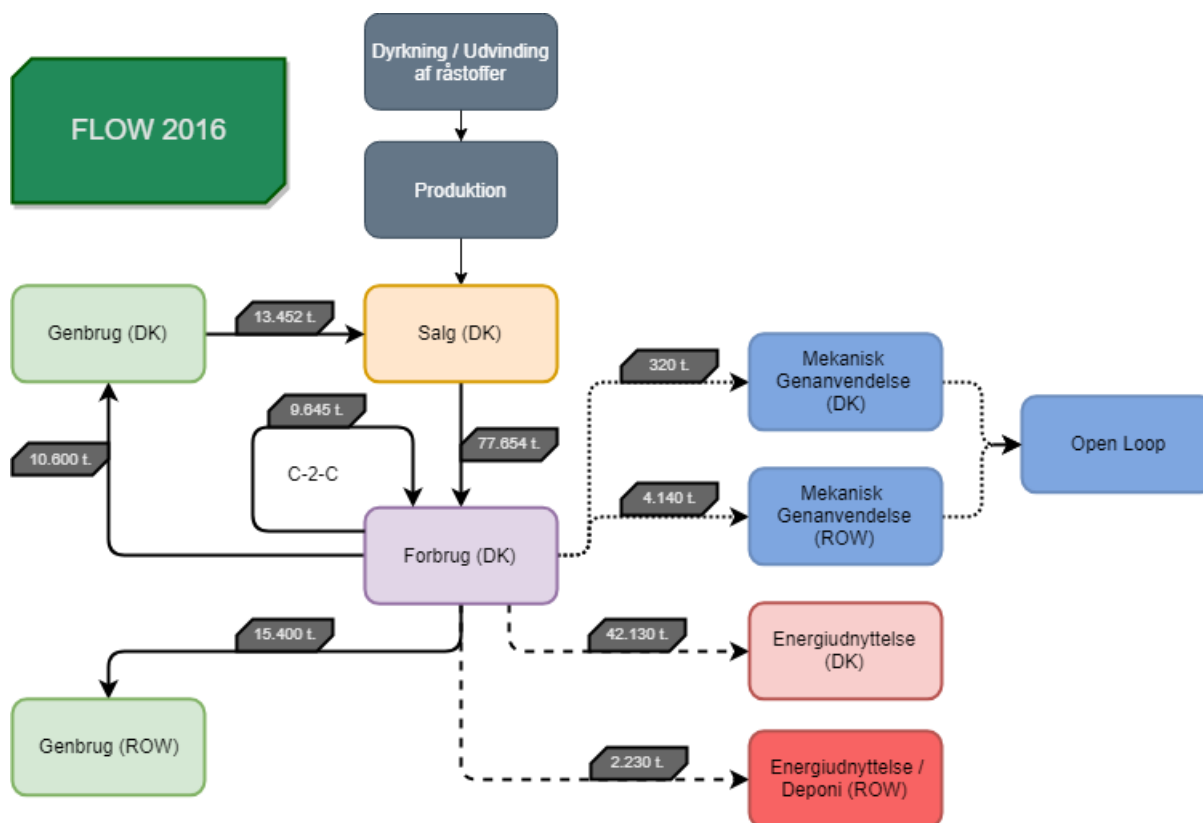 Dyrkning / Udvinding
af råstoffer
FLOW 2016
Produktion
Genbrug (DK)
13.452 t.
Salg (DK)
320 t.
Mekanisk
Genanvendelse
(DK)
9.645 t.
10.600 t.
C-2-C
77.654 t.
Open Loop
4.140 t.
Mekanisk
Genanvendelse
(ROW)
Forbrug (DK)
15.400 t.
42.130 t.
Energiudnyttelse
(DK)
Genbrug (ROW)
2.230 t.
Energiudnyttelse /
Deponi (ROW)